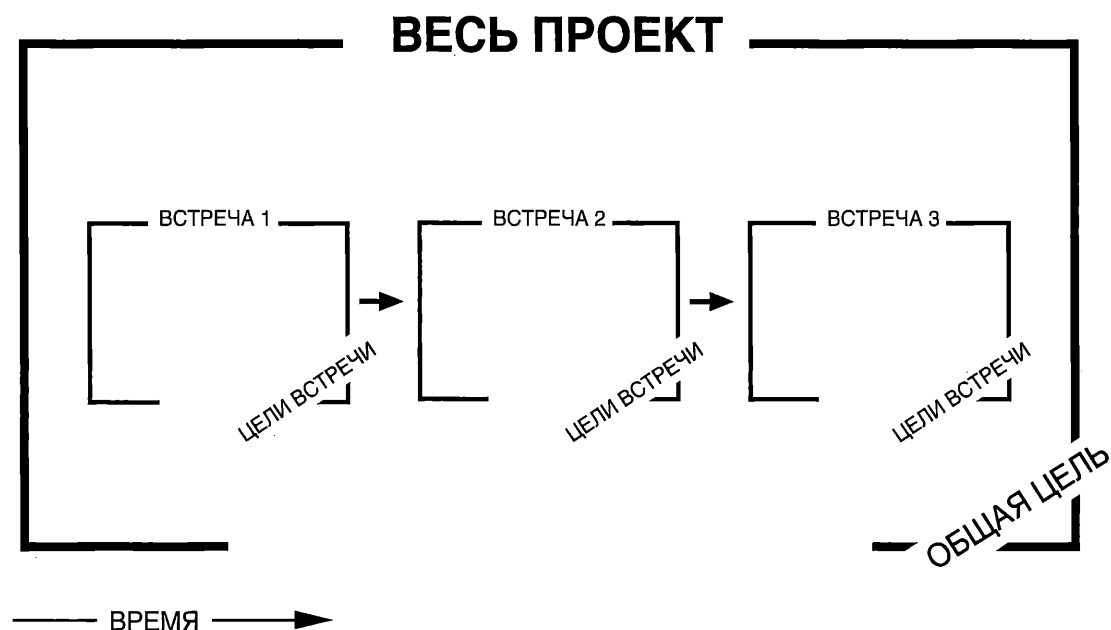 ВЕСЬ ПРОЕКТ
ВСТРЕЧА 1
ВСТРЕЧА 2
ВСТРЕЧА 3
ЦЕЛИ ВСТРЕЧИ
ЦЕЛИ ВСТРЕЧИ
ЦЕЛИ ВСТРЕЧИ
ОБЩАЯ ЦЕЛЬ
ВРЕМЯ